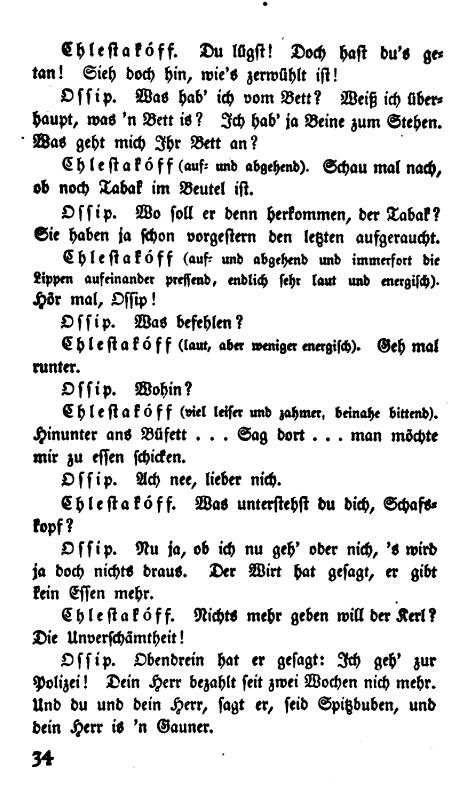 Chlestakóff. Du lügst! Doch hast du's ge-
tan! Sieh doch hin, wie's zerwühlt ist!
Ossip. Was hab' ich vom Bett? Weiß ich über-
haupt, was 'n Bett is? Ich hab' ja Beine zum Stehen.
Was geht mich Ihr Bett an?
Chlestakóff (auf- und abgehend). Schau mal nach,
ob noch Tabak im Beutel ist.
Ossip. Wo soll er denn herkommen, der Tabak?
Sie haben ja schon vorgestern den letzten aufgeraucht.
Chlestakóff (auf- und abgehend und immerfort die
Lippen aufeinander pressend, endlich sehr laut und energisch).
Hör mal, Ossip!
Ossip. Was befehlen?
Chlestakóff (laut, aber weniger energisch). Geh mal
runter.
Ossip. Wohin?
Chlestakóff (viel leiser und zahmer, beinahe bittend).
Hinunter ans Büfett . . . Sag dort . . . man möchte
mir zu essen schicken.
Ossip. Ach nee, lieber nich.
Chlestakóff. Was unterstehst du dich, Schafs-
kopf?
Ossip. Nu ja, ob ich nu geh' oder nich, 's wird
ja doch nichts draus. Der Wirt hat gesagt, er gibt
kein Essen mehr.
Chlestakóff. Nichts mehr geben will der Kerl?
Die Unverschämtheit!
Ossip. Obendrein hat er gesagt: Ich geh' zur
Polizei! Dein Herr bezahlt seit zwei Wochen nich mehr.
Und du und dein Herr, sagt er, seid Spitzbuben, und
dein Herr is 'n Gauner.
34